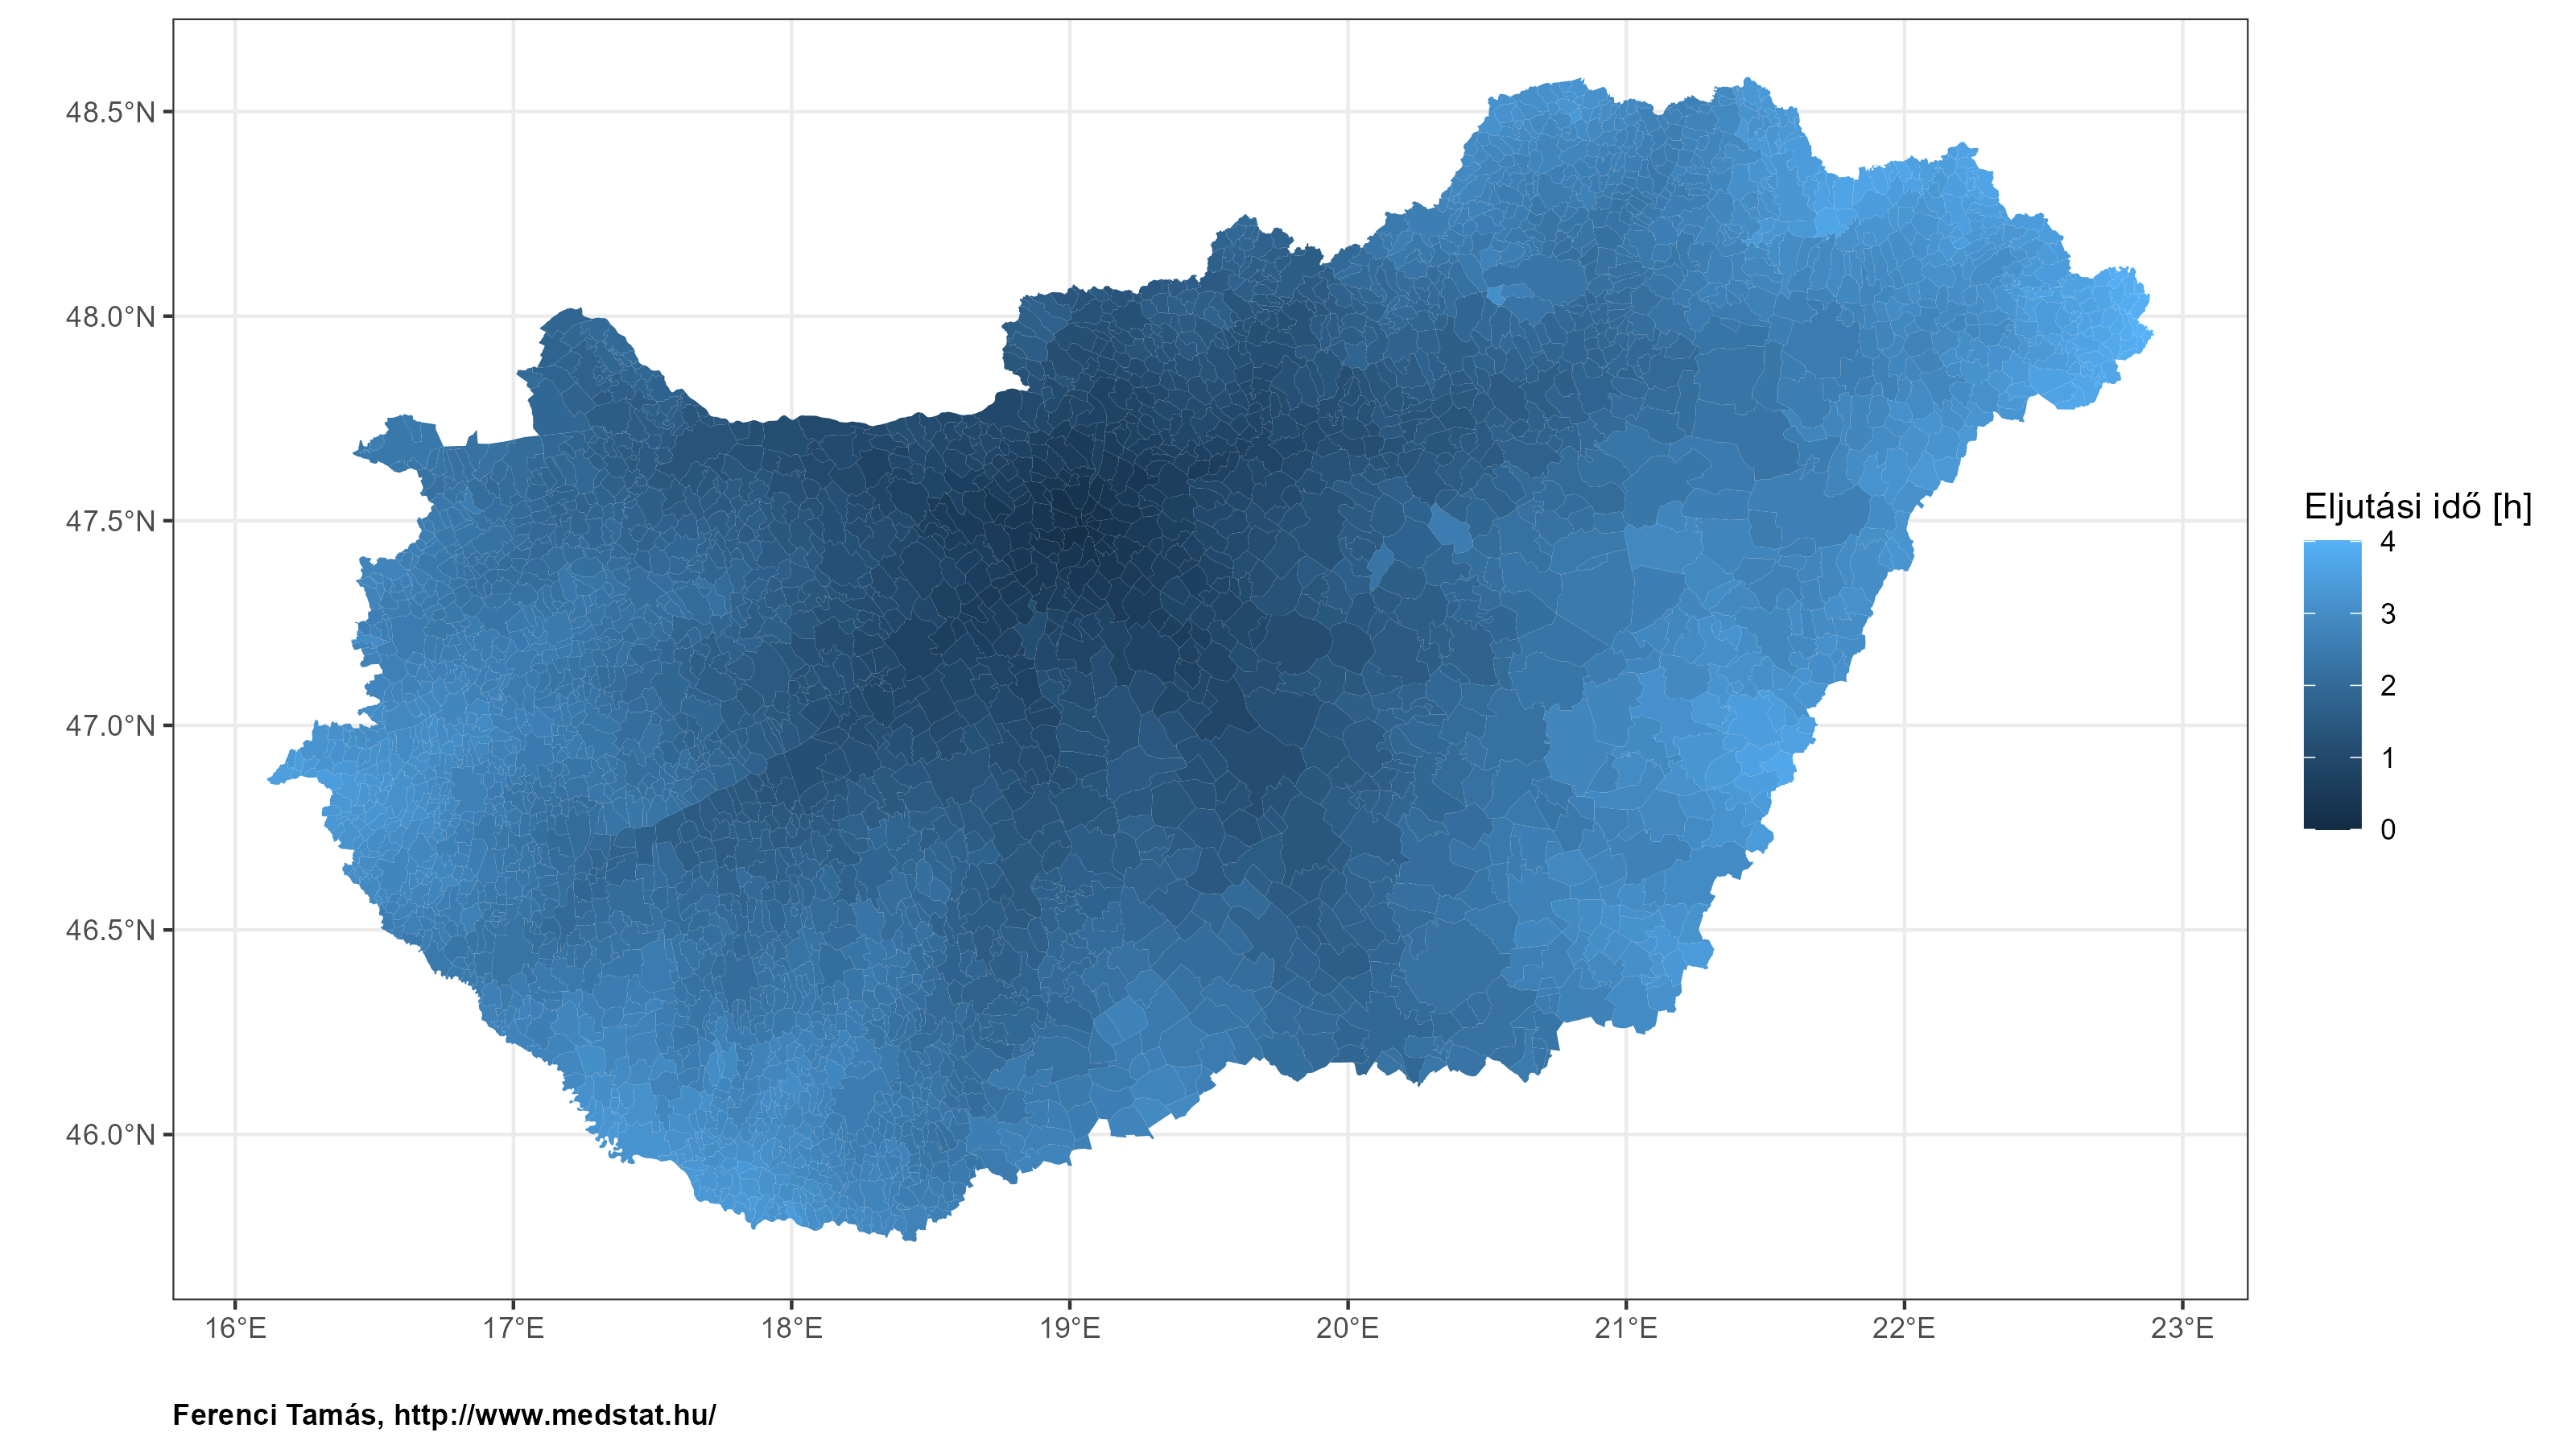 48.5°N
48.0°N
47.5°N
47.0°N
46.5°N
46.0°N
16°E 17°E 18°E 19°E 20°E 21°E 22°E 23°E
Eljutási idő [h]
4
3
2
1
0
Ferenci Tamás, http://www.medstat.hu/